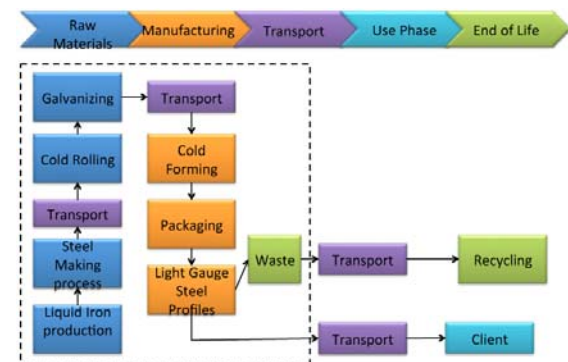 Raw
Materials
Manufacturing
Transport
Use Phase
End of Life
Galvanizing
Transport
Cold Rolling
Cold
Forming
Transport
Packaging
Steel
Making
process
Light Gauge
Steel
Profiles
Waste
Transport
Recycling
Liquid Iron
production
Transport
Client